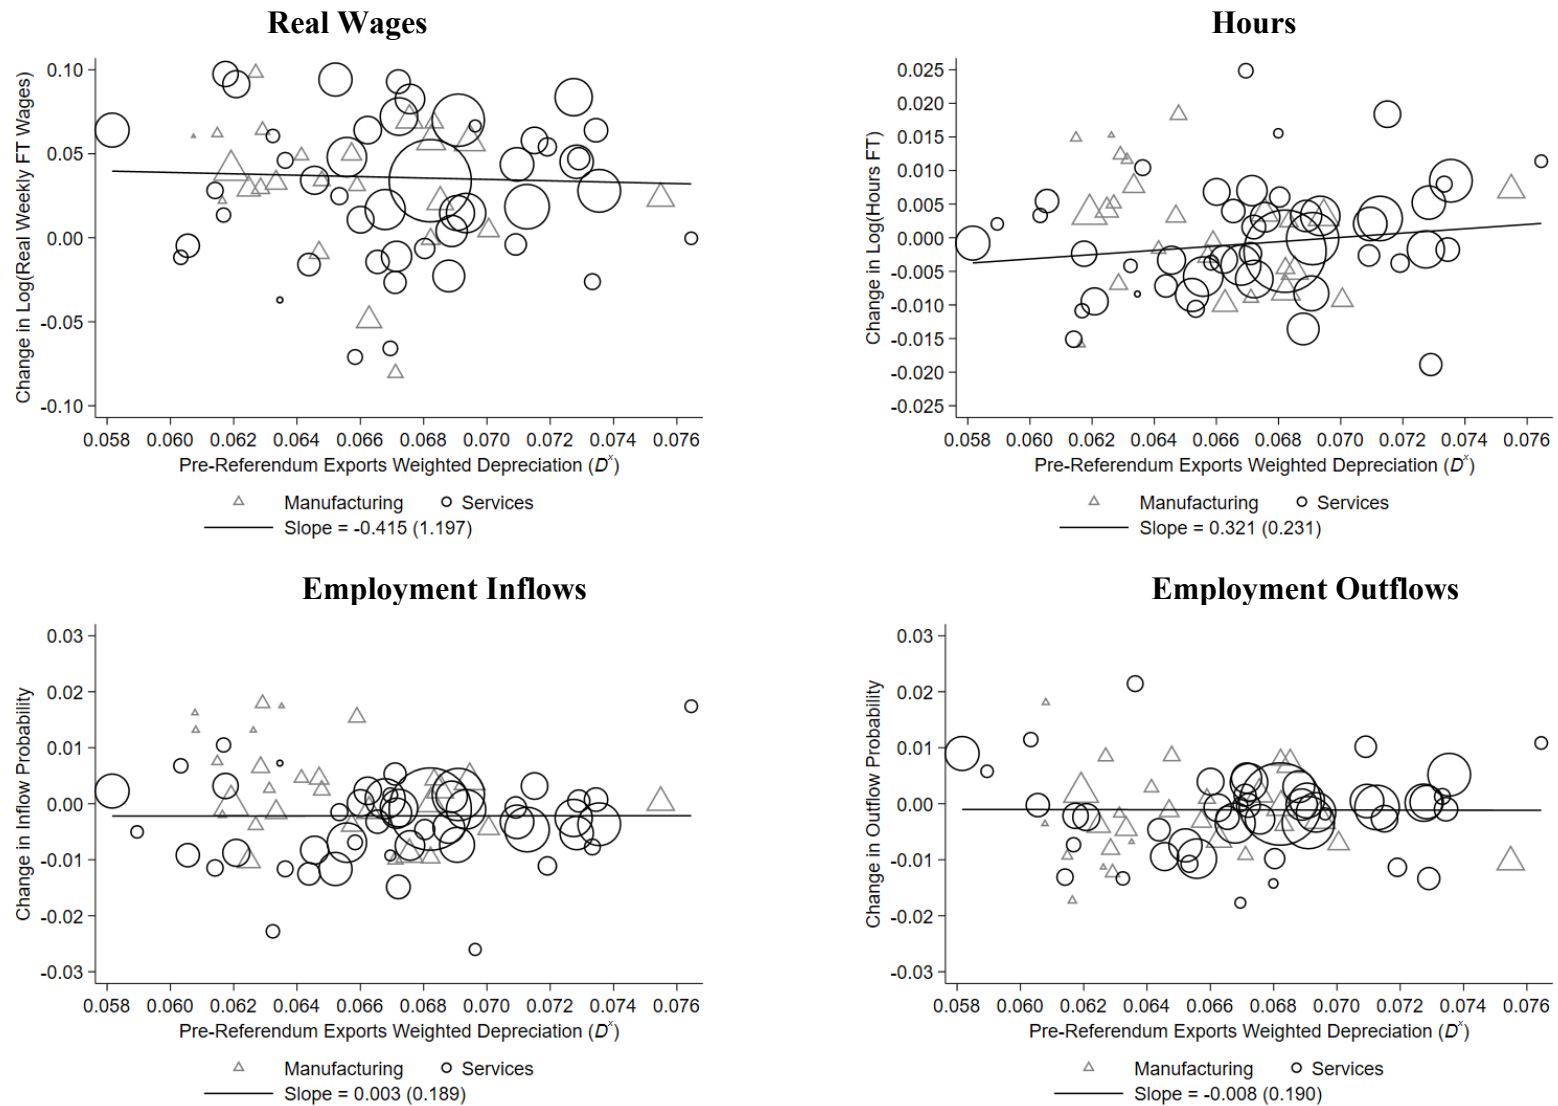 Real Wages
Change in Log(Real Weekly FT Wages)
0.10
0.05
0.00
-0.05
-0.10
0.058 0.060 0.062 0.064 0.066 0.068 0.070 0.072 0.074 0.076
Pre-Referendum Exports Weighted Depreciation (Dˣ)
Manufacturing Services
Slope = -0.415 (1.197)
Hours
Change in Log(Hours FT)
0.025
0.020
0.015
0.010
0.005
0.000
-0.005
-0.010
-0.015
-0.020
-0.025
0.058 0.060 0.062 0.064 0.066 0.068 0.070 0.072 0.074 0.076
Pre-Referendum Exports Weighted Depreciation (Dˣ)
Manufacturing Services
Slope = 0.321 (0.231)
Employment Inflows
Change in Inflow Probability
0.03
0.02
0.01
0.00
-0.01
-0.02
-0.03
0.058 0.060 0.062 0.064 0.066 0.068 0.070 0.072 0.074 0.076
Pre-Referendum Exports Weighted Depreciation (Dˣ)
Manufacturing Services
Slope = 0.003 (0.189)
Employment Outflows
Change in Outflow Probability
0.03
0.02
0.01
0.00
-0.01
-0.02
-0.03
0.058 0.060 0.062 0.064 0.066 0.068 0.070 0.072 0.074 0.076
Pre-Referendum Exports Weighted Depreciation (Dˣ)
Manufacturing Services
Slope = -0.008 (0.190)